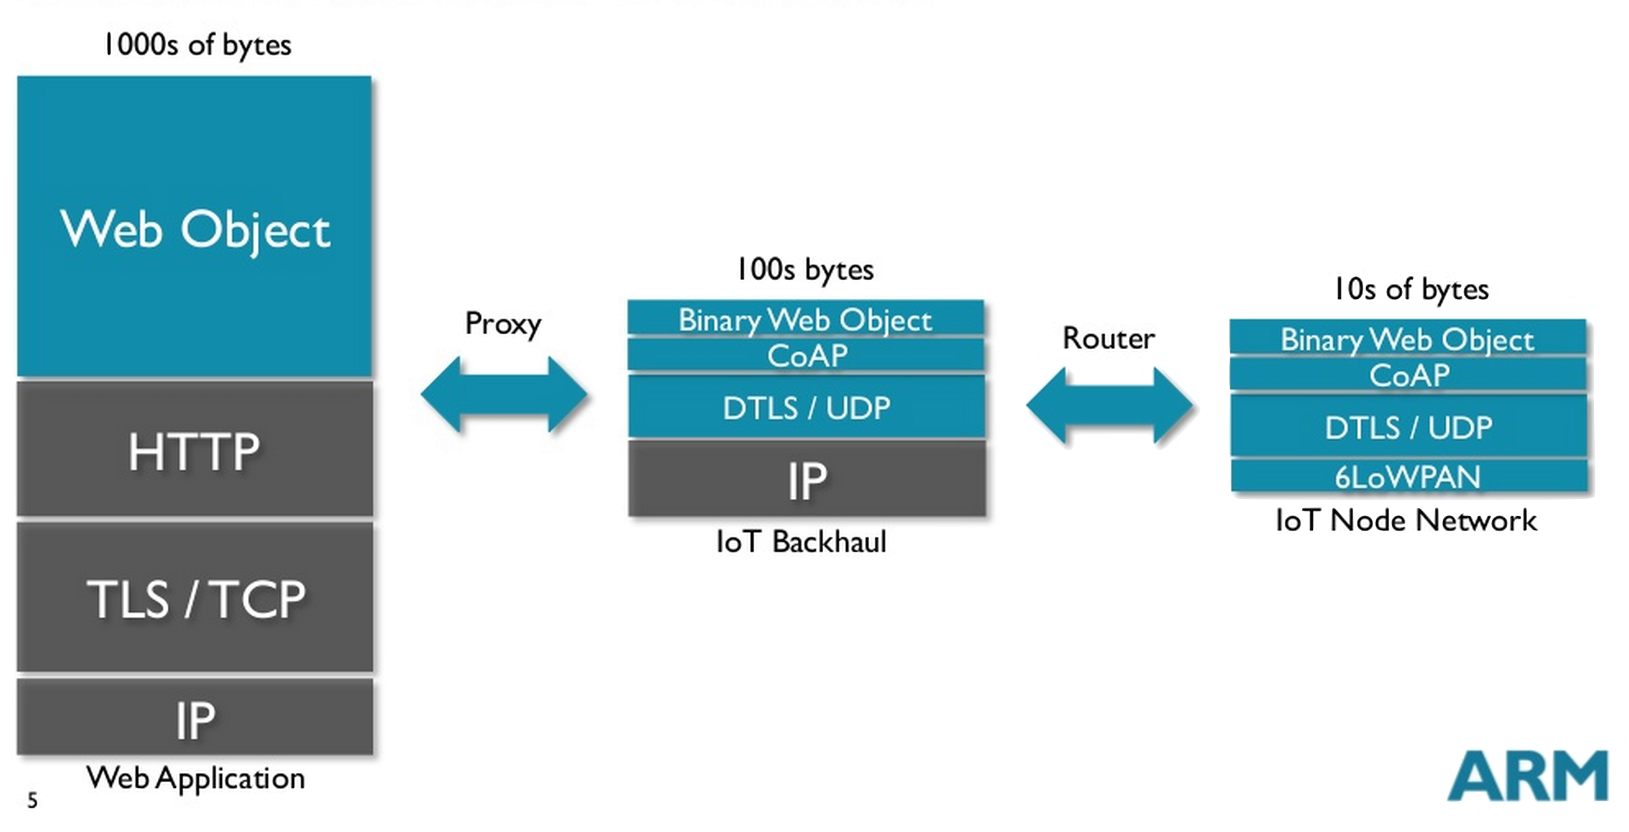 1000s of bytes
Web Object
HTTP
TLS / TCP
IP
Web Application
Proxy
100s bytes
Binary Web Object
CoAP
DTLS / UDP
IP
IoT Backhaul
Router
10s of bytes
Binary Web Object
CoAP
DTLS / UDP
6LoWPAN
IoT Node Network
5
ARM